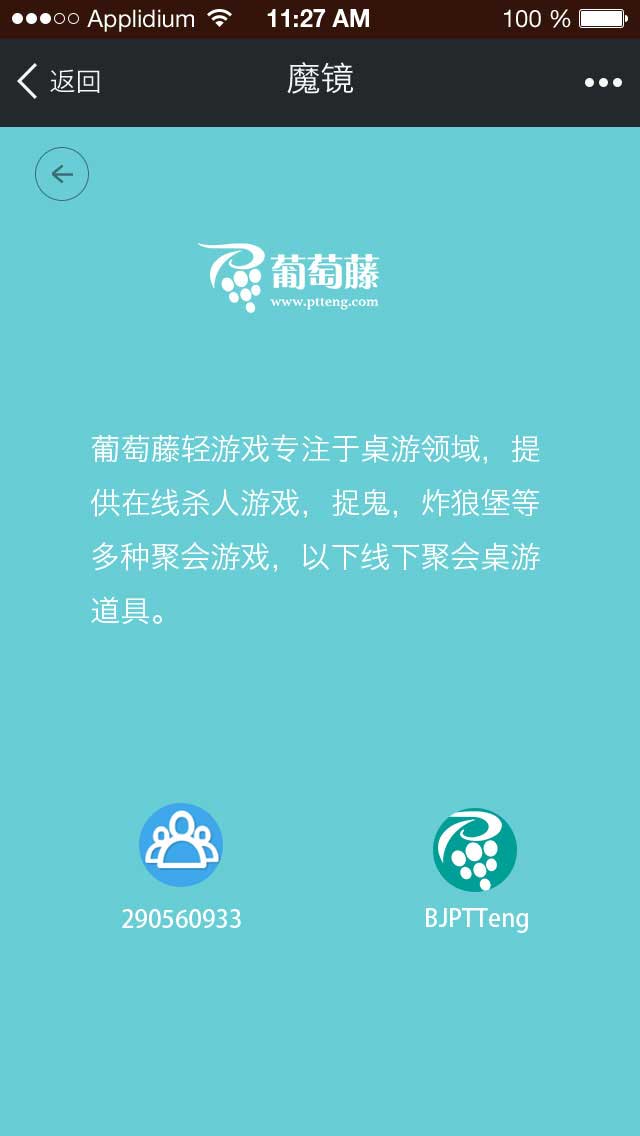 Applidium 11:27 AM 100 %
返回 魔镜
葡萄藤
www.ptteng.com
葡萄藤轻游戏专注于桌游领域，提
供在线杀人游戏，捉鬼，炸狼堡等
多种聚会游戏，以下线下聚会桌游
道具。
290560933 BJPTTeng